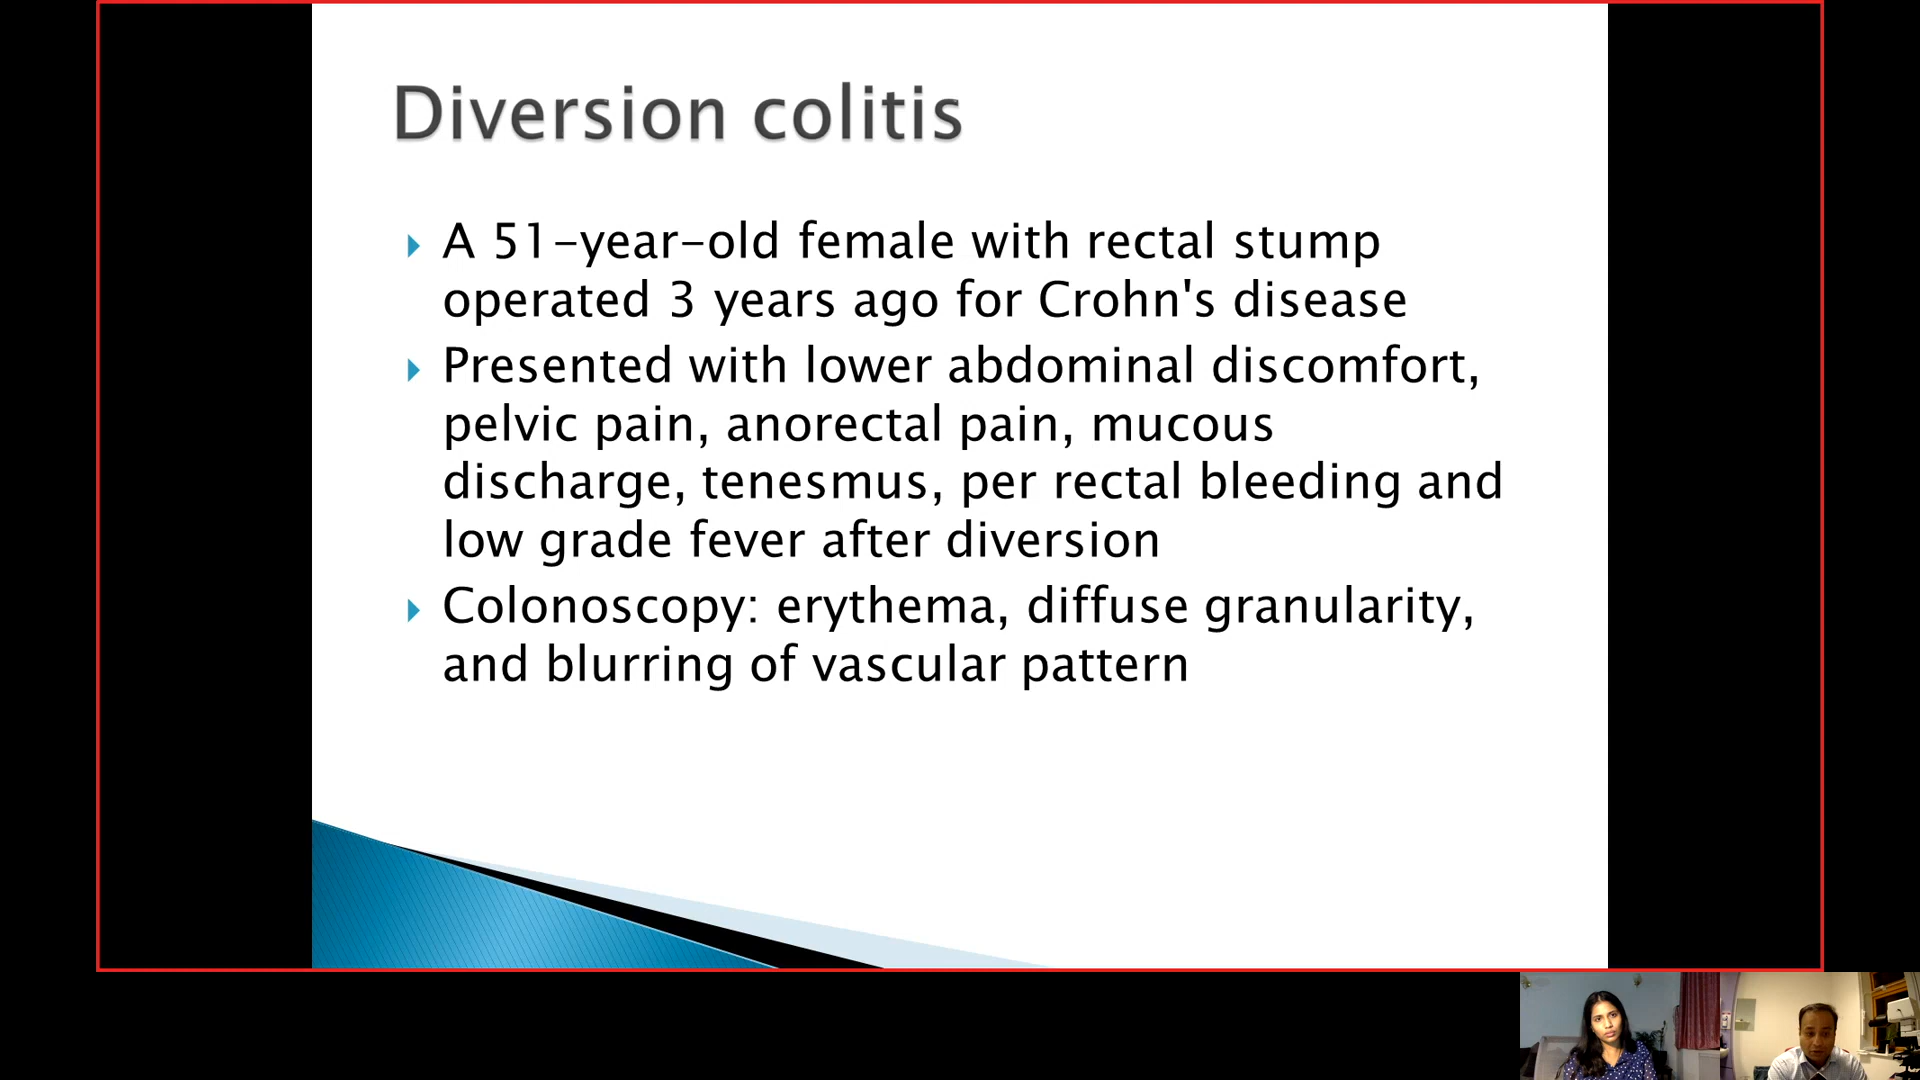 Diversion colitis
A 51-year-old female with rectal stump
operated 3 years ago for Crohn's disease
Presented with lower abdominal discomfort,
pelvic pain, anorectal pain, mucous
discharge, tenesmus, per rectal bleeding and
low grade fever after diversion
Colonoscopy: erythema, diffuse granularity,
and blurring of vascular pattern